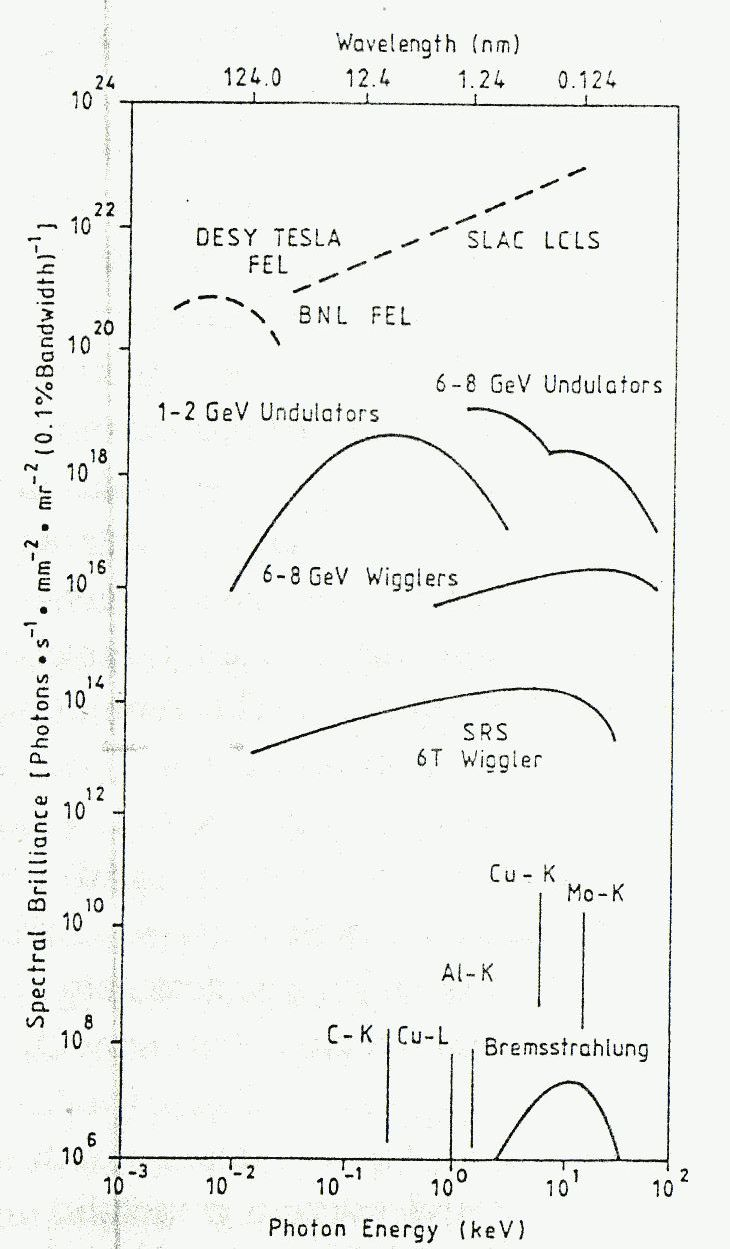 Wavelength (nm)
124.0 12.4 1.24 0.124
10^24
10^22
10^20
10^18
10^16
10^14
10^12
10^10
10^8
10^6
Spectral Brilliance [Photons • s^-1 • mm^-2 • mr^-2 (0.1%Bandwidth)^-1]
DESY TESLA
FEL
SLAC LCLS
BNL FEL
6-8 GeV Undulators
1-2 GeV Undulators
6-8 GeV Wigglers
SRS
6T Wiggler
Cu - K
Mo-K
Al-K
C-K
Cu-L
Bremsstrahlung
10^-3 10^-2 10^-1 10^0 10^1 10^2
Photon Energy (keV)